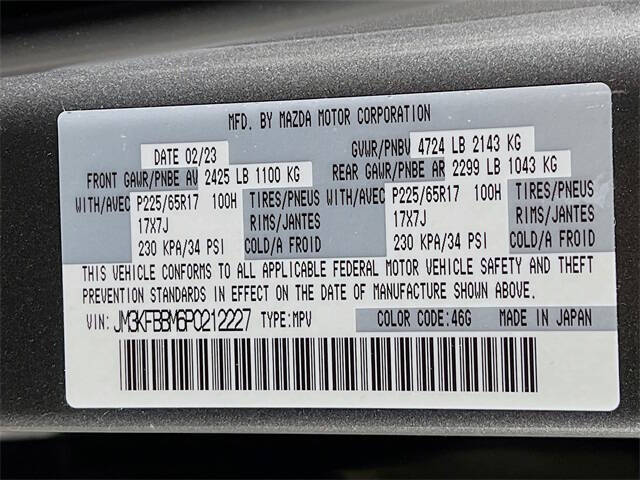 MFD. BY MAZDA MOTOR CORPORATION
DATE 02/23 GVWR/PNBV 4724 LB 2143 KG
FRONT GAWR/PNBE AV 2425 LB 1100 KG REAR GAWR/PNBE AR 2299 LB 1043 KG
WITH/AVEC P225/65R17 100H TIRES/PNEUS WITH/AVEC P225/65R17 100H TIRES/PNEUS
17X7J RIMS/JANTES 17X7J RIMS/JANTES
230 KPA/34 PSI COLD/A FROID 230 KPA/34 PSI COLD/A FROID
THIS VEHICLE CONFORMS TO ALL APPLICABLE FEDERAL MOTOR VEHICLE SAFETY AND THEFT
PREVENTION STANDARDS IN EFFECT ON THE DATE OF MANUFACTURE SHOWN ABOVE.
VIN: JM3KFBBM6P0212227 TYPE:MPV COLOR CODE:46G MADE IN JAPAN